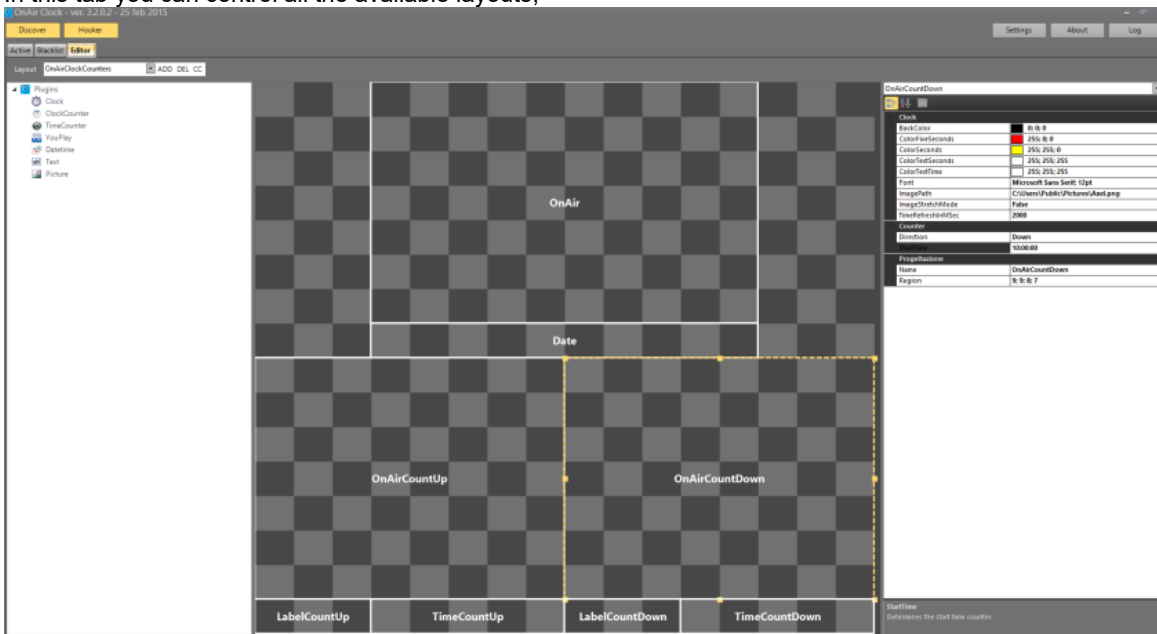 In this tab you can control all the available layouts;
OnAir Clock - ver. 3.2.0.2 - 25 feb 2015
Discover Hooker Settings About Log
Active Blacklist Editor
Layout OnAirClockCounters ADD DEL CC
Plugins
Clock
ClockCounter
TimeCounter
YouPlay
Datetime
Text
Picture
OnAir
Date
OnAirCountUp OnAirCountDown
LabelCountUp TimeCountUp LabelCountDown TimeCountDown
OnAirCountDown
Clock
BackColor 0; 0; 0
ColorFiveSeconds 255; 0; 0
ColorSeconds 255; 255; 0
ColorTextSeconds 255; 255; 255
ColorTextTime 255; 255; 255
Font Microsoft Sans Serif; 12pt
ImagePath C:\Users\Public\Pictures\Axel.png
ImageStretchMode False
TimeRefreshInMSec 2000
Counter
Direction Down
StartTime 10:00:00
Progettazione
Name OnAirCountDown
Region 9; 9; 8; 7
StartTime
Determines the start time counter.